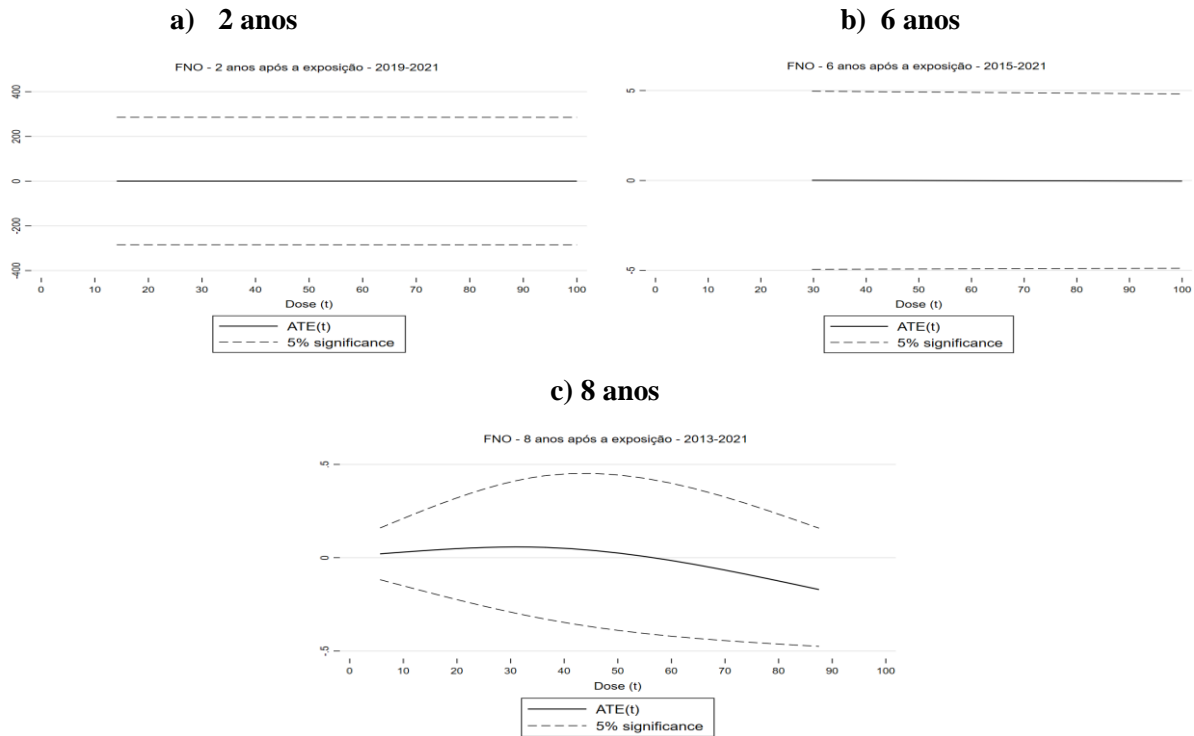 a) 2 anos
FNO - 2 anos após a exposição - 2019-2021
400
200
0
-200
-400
0 10 20 30 40 50 60 70 80 90 100
Dose (t)
ATE(t)
5% significance
b) 6 anos
FNO - 6 anos após a exposição - 2015-2021
5
0
-5
0 10 20 30 40 50 60 70 80 90 100
Dose (t)
ATE(t)
5% significance
c) 8 anos
FNO - 8 anos após a exposição - 2013-2021
.5
0
-.5
0 10 20 30 40 50 60 70 80 90 100
Dose (t)
ATE(t)
5% significance